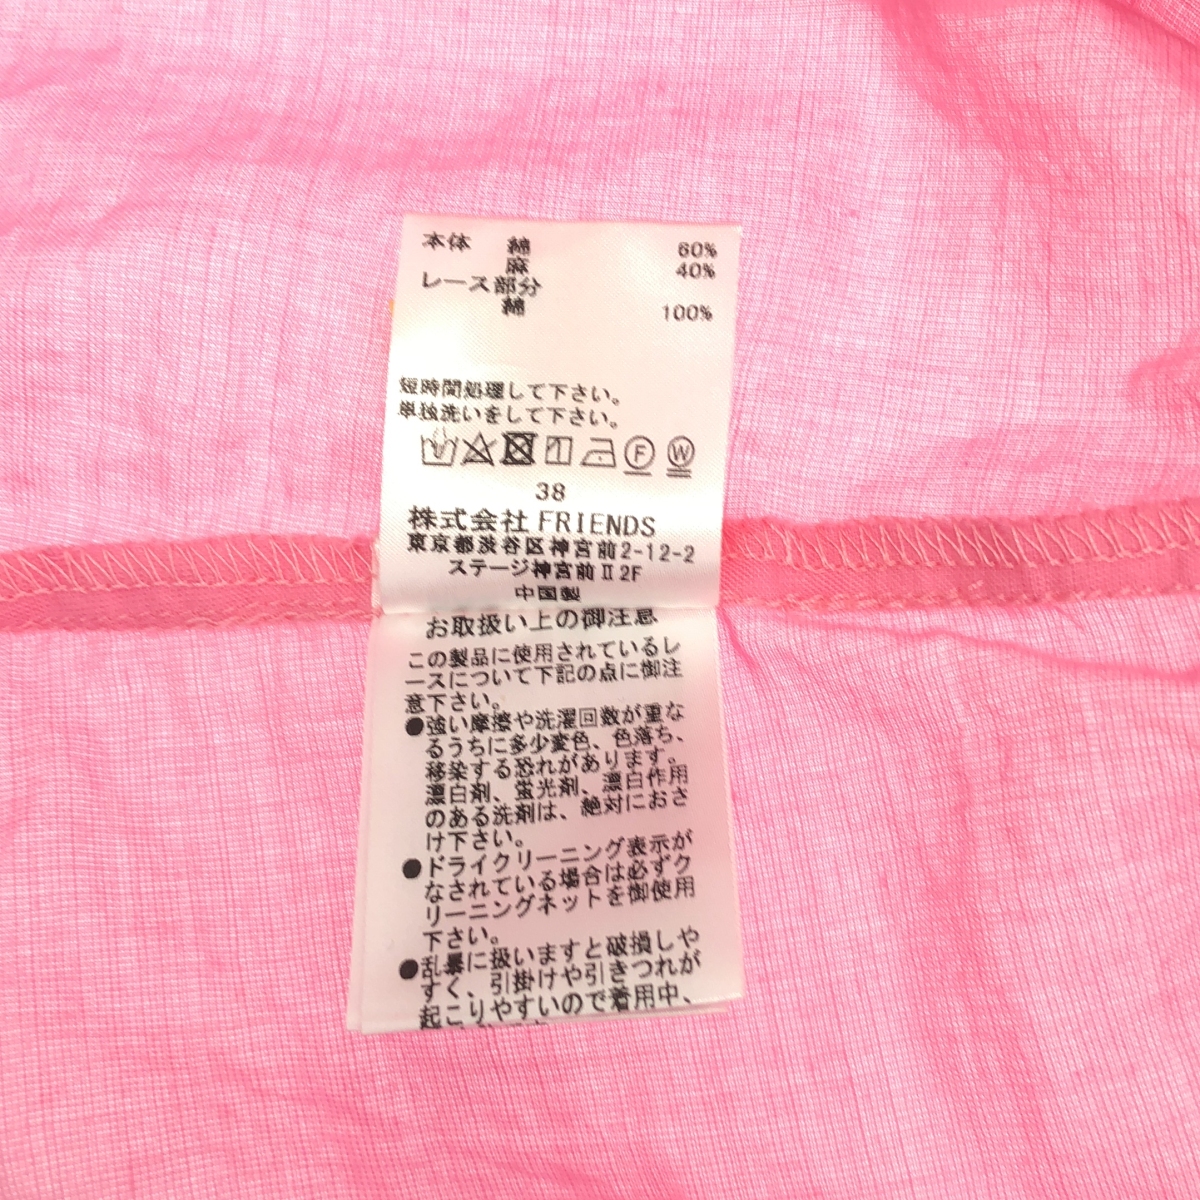 本体 綿 60%
麻 40%
レース部分
綿 100%
短時間処理して下さい。
単独洗いをして下さい。
F W
38
株式会社 FRIENDS
東京都渋谷区神宮前2-12-2
ステージ神宮前Ⅱ2F
中国製
お取扱い上の御注意
この製品に使用されているレ
ースについて下記の点に御注
意下さい。
●強い摩擦や洗濯回数が重な
るうちに多少変色、色落ち、
移染する恐れがあります。
漂白剤、蛍光剤、漂白作用
のある洗剤は、絶対におさ
け下さい。
●ドライクリーニング表示が
なされている場合は必ずク
リーニングネットを御使用
下さい。
●乱暴に扱いますと破損しや
すく、引掛けや引きつれが
起こりやすいので着用中、